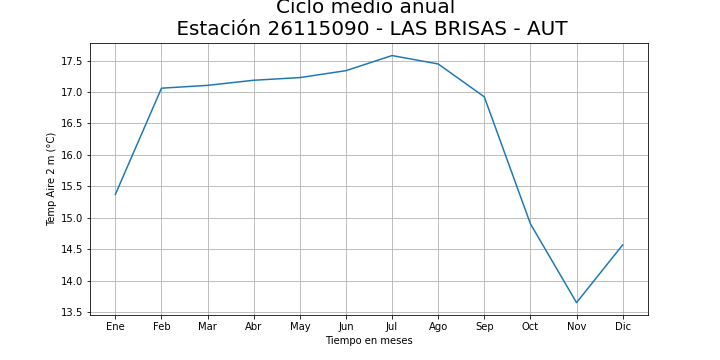 Ciclo medio anual
Estación 26115090 - LAS BRISAS - AUT
17.5
17.0
16.5
16.0
15.5
15.0
14.5
14.0
13.5
Temp Aire 2 m (°C)
Ene Feb Mar Abr May Jun Jul Ago Sep Oct Nov Dic
Tiempo en meses